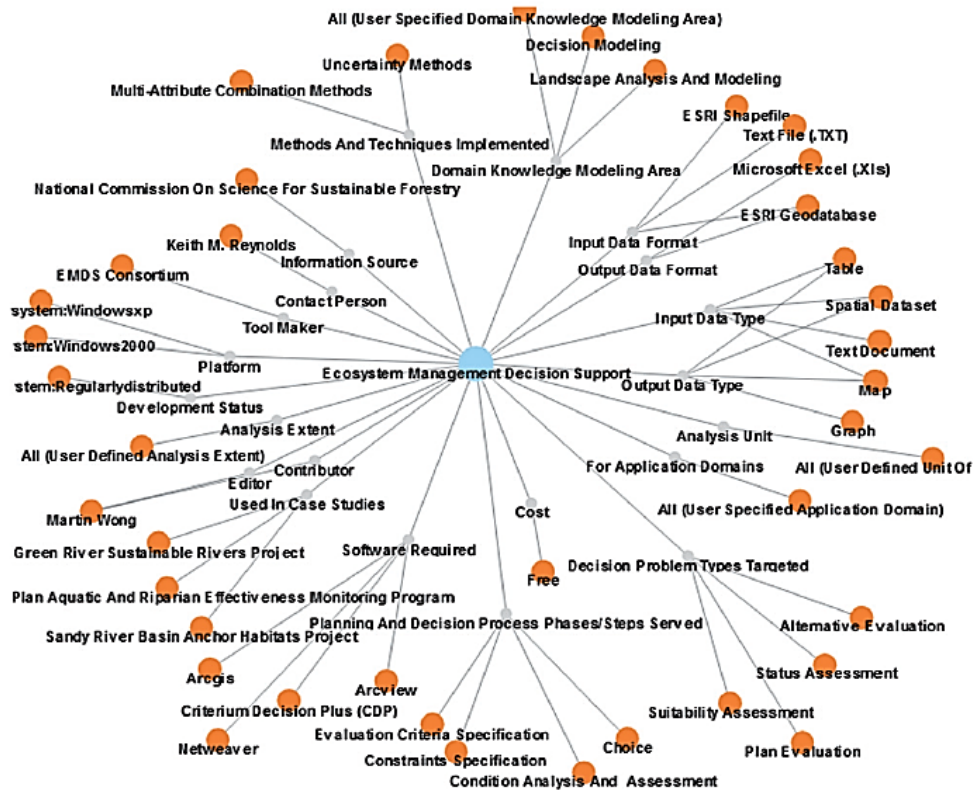 All (User Specified Domain Knowledge Modeling Area)
Decision Modeling
Uncertainty Methods
Landscape Analysis And Modeling
Multi-Attribute Combination Methods
ESRI Shapefile
Text File (.TXT)
Methods And Techniques Implemented
Domain Knowledge Modeling Area
Microsoft Excel (.Xls)
National Commission On Science For Sustainable Forestry
ESRI Geodatabase
Keith M. Reynolds
Input Data Format
Information Source
Output Data Format
EMDS Consortium
Table
Contact Person
Spatial Dataset
system:Windowsxp
Tool Maker
Input Data Type
stem:Windows2000
Text Document
Platform
Ecosystem Management Decision Support
stem:Regularlydistributed
Output Data Type
Map
Development Status
Analysis Extent
Graph
Analysis Unit
All (User Defined Analysis Extent)
Contributor
For Application Domains
All (User Defined Unit Of
Editor
Used In Case Studies
Martin Wong
Cost
All (User Specified Application Domain)
Green River Sustainable Rivers Project
Software Required
Free
Decision Problem Types Targeted
Plan Aquatic And Riparian Effectiveness Monitoring Program
Planning And Decision Process Phases/Steps Served
Alternative Evaluation
Sandy River Basin Anchor Habitats Project
Arcgis
Status Assessment
Arcview
Criterium Decision Plus (CDP)
Suitability Assessment
Evaluation Criteria Specification
Netweaver
Choice
Plan Evaluation
Constraints Specification
Condition Analysis And Assessment